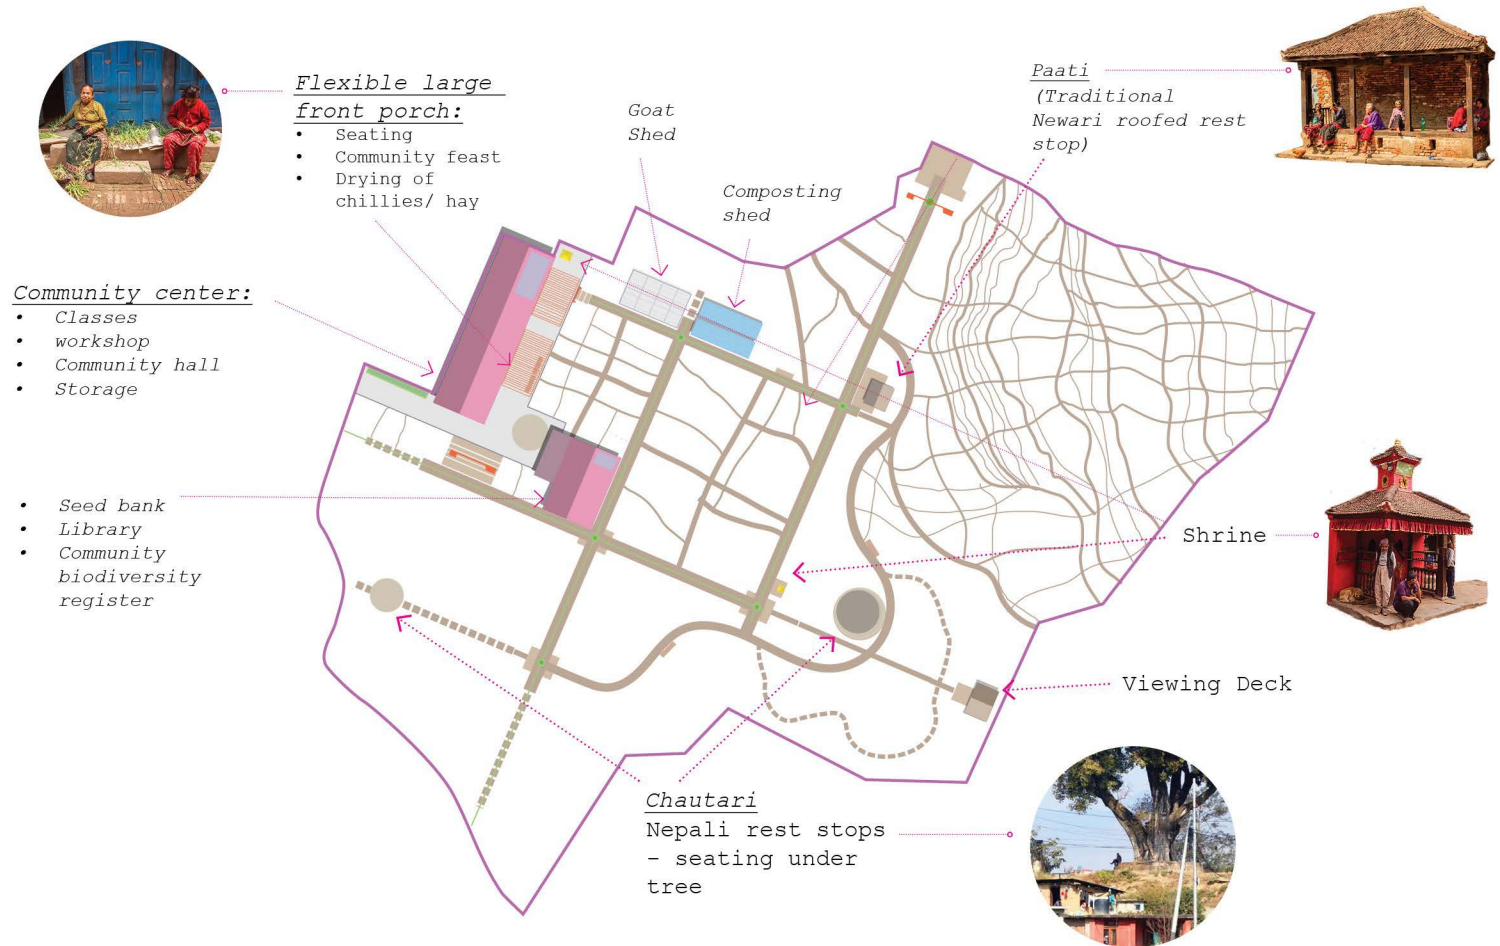 Flexible large
front porch:
• Seating
• Community feast
• Drying of
chillies/ hay
Goat
Shed
Composting
shed
Paati
(Traditional
Newari roofed rest
stop)
Community center:
• Classes
• workshop
• Community hall
• Storage
• Seed bank
• Library
• Community
biodiversity
register
Shrine
Viewing Deck
Chautari
Nepali rest stops
– seating under
tree